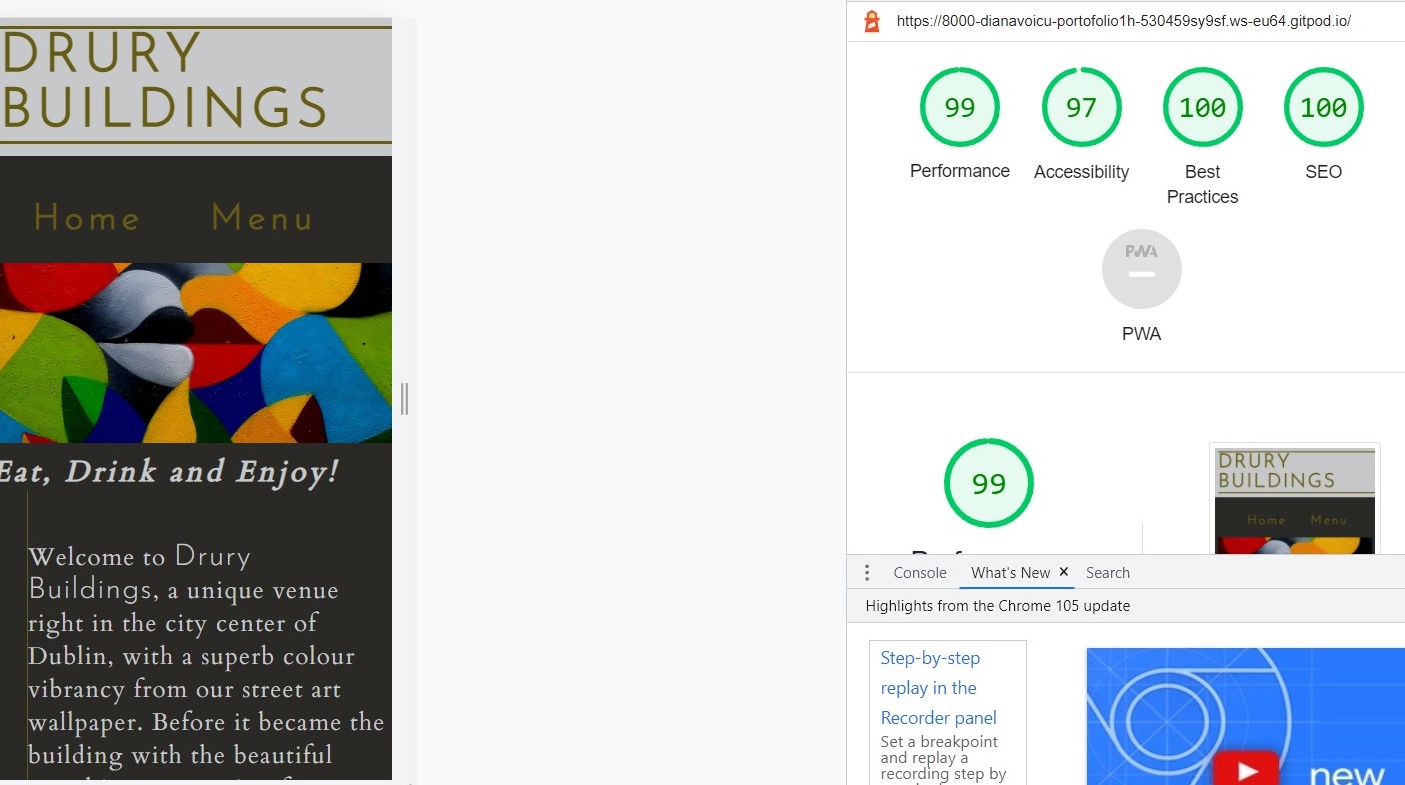 DRURY
BUILDINGS
Home Menu
Eat, Drink and Enjoy!
Welcome to Drury
Buildings, a unique venue
right in the city center of
Dublin, with a superb colour
vibrancy from our street art
wallpaper. Before it became the
building with the beautiful
https://8000-dianavoicu-portofolio1h-530459sy9sf.ws-eu64.gitpod.io/
99 97 100 100
Performance Accessibility Best
Practices SEO
PWA
PWA
99
DRURY
BUILDINGS
Home Menu
Console What's New × Search
Highlights from the Chrome 105 update
Step-by-step
replay in the
Recorder panel
Set a breakpoint
and replay a
recording step by
new